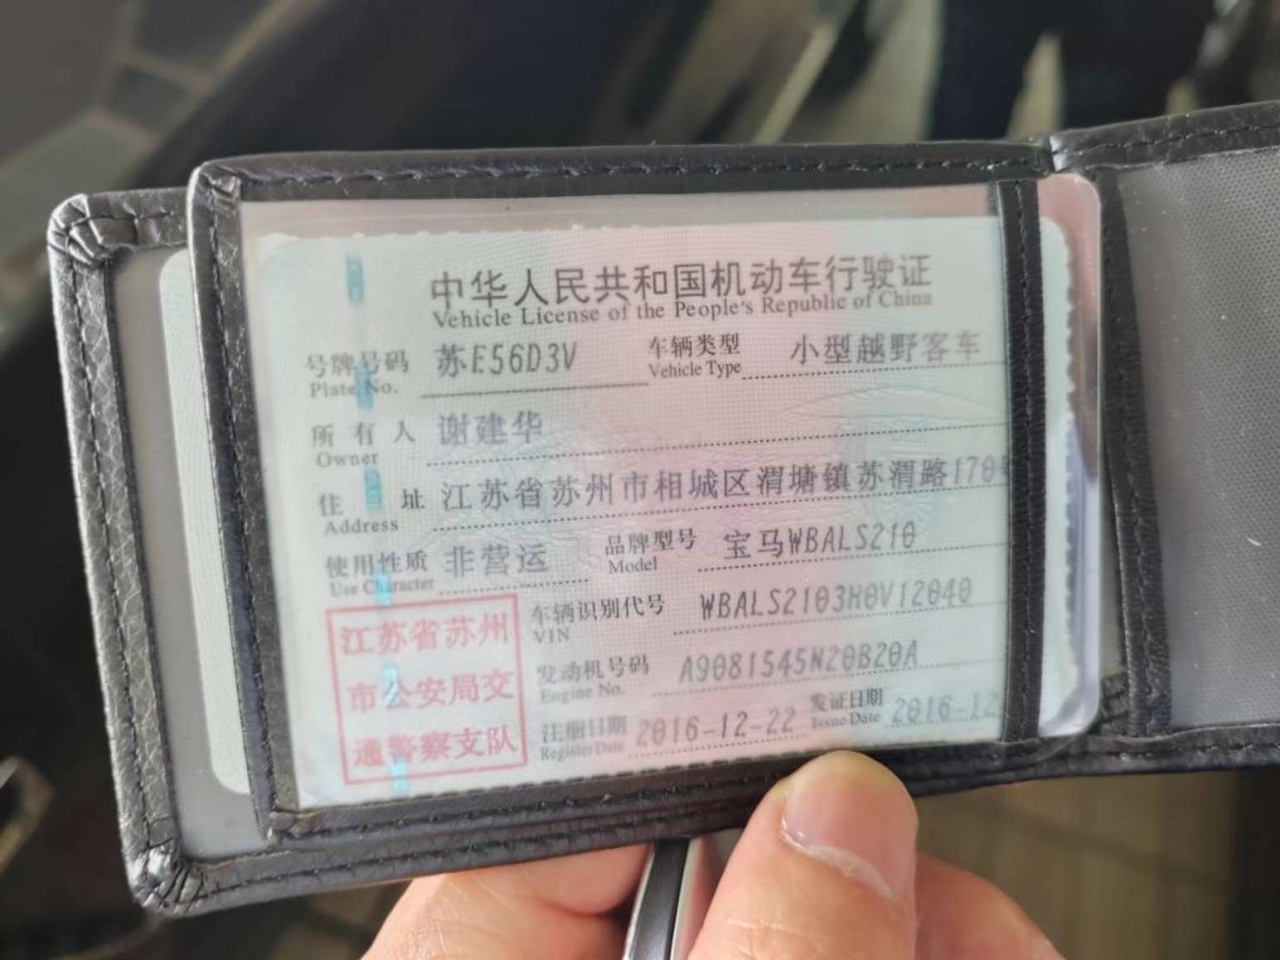 中华人民共和国机动车行驶证
Vehicle License of the People's Republic of China
号牌号码 苏E56D3V 车辆类型 小型越野客车
Plate No. Vehicle Type
所有人 谢建华
Owner
住址 江苏省苏州市相城区渭塘镇苏渭路170
Address
使用性质 非营运 品牌型号 宝马WBALS210
Use Character Model
江苏省苏州
市公安局交
通警察支队
车辆识别代号 WBALS2103H0V12040
VIN
发动机号码 A9081545N20B20A
Engine No.
注册日期 2016-12-22 发证日期 2016-12
Register Date Issue Date